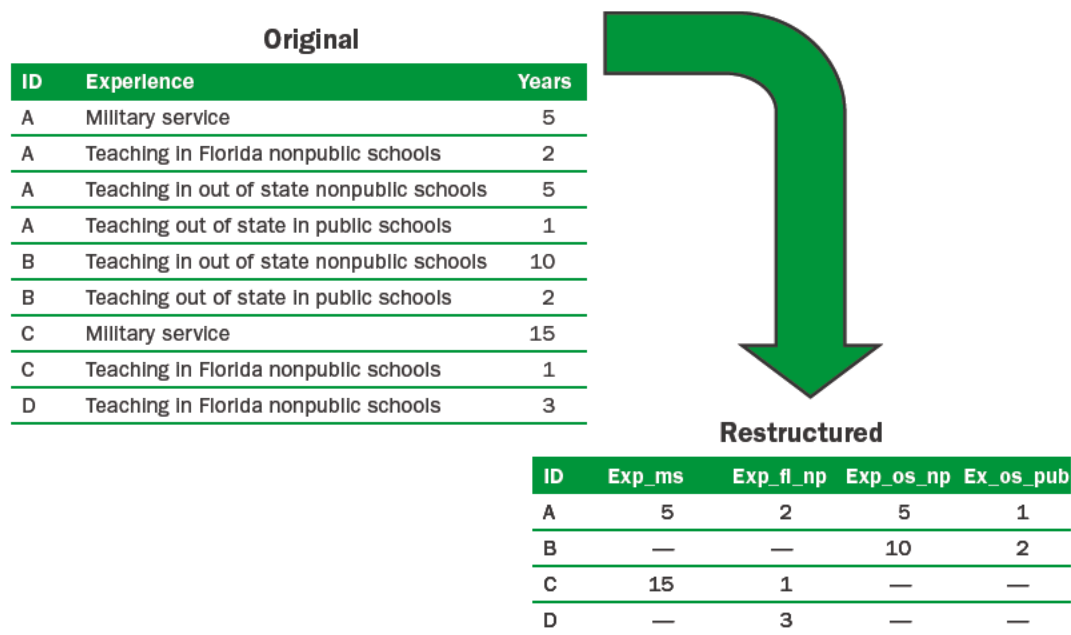 Original
ID Experience Years
A Military service 5
A Teaching in Florida nonpublic schools 2
A Teaching in out of state nonpublic schools 5
A Teaching out of state in public schools 1
B Teaching in out of state nonpublic schools 10
B Teaching out of state in public schools 2
C Military service 15
C Teaching in Florida nonpublic schools 1
D Teaching in Florida nonpublic schools 3
Restructured
ID Exp_ms Exp_fl_np Exp_os_np Ex_os_pub
A 5 2 5 1
B — — 10 2
C 15 1 — —
D — 3 — —